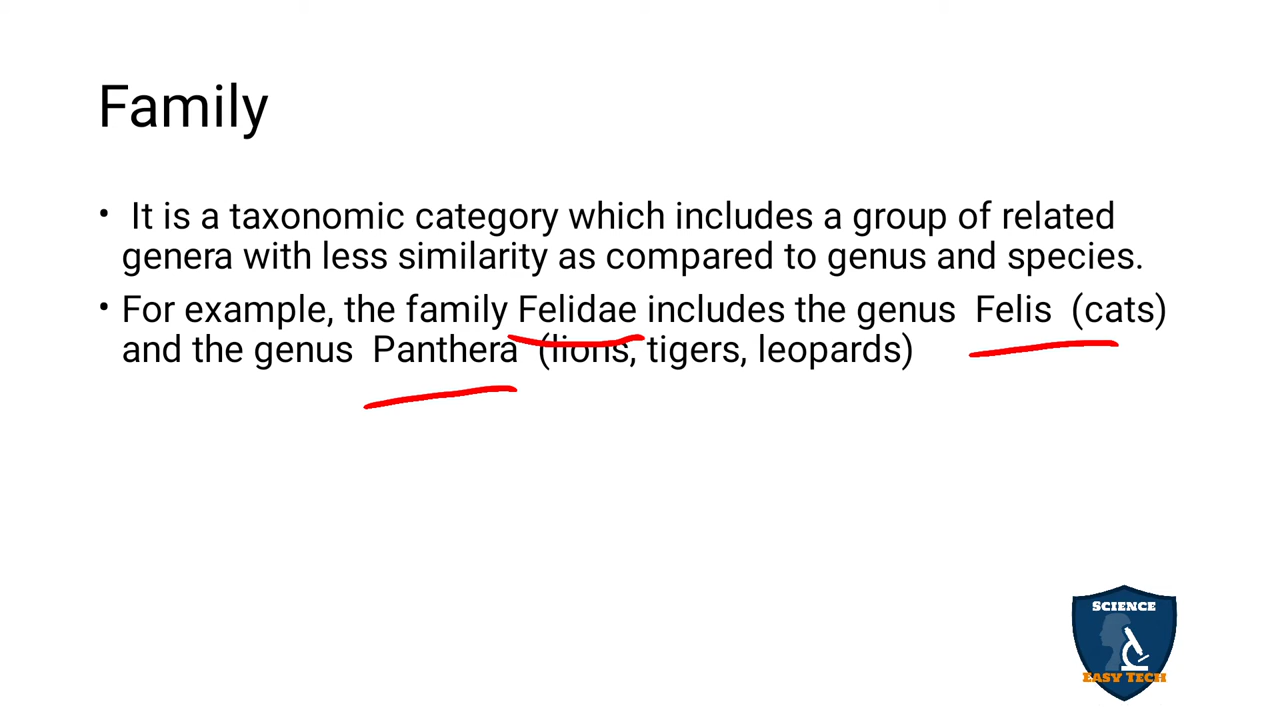 Family
• It is a taxonomic category which includes a group of related
genera with less similarity as compared to genus and species.
• For example, the family Felidae includes the genus Felis (cats)
and the genus Panthera (lions, tigers, leopards)
SCIENCE
EASY TECH